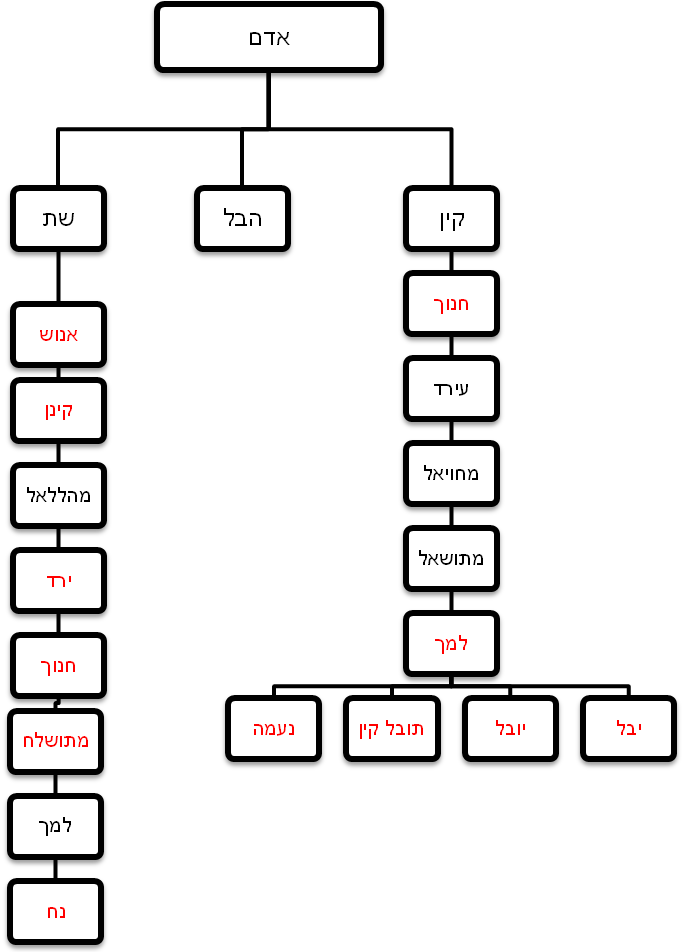 אדם
קין
הבל
שת
חנוך
עירד
מחויאל
מתושאל
למך
יבל
יובל
תובל קין
נעמה
אנוש
קינן
מהללאל
ירד
חנוך
מתושלח
למך
נח